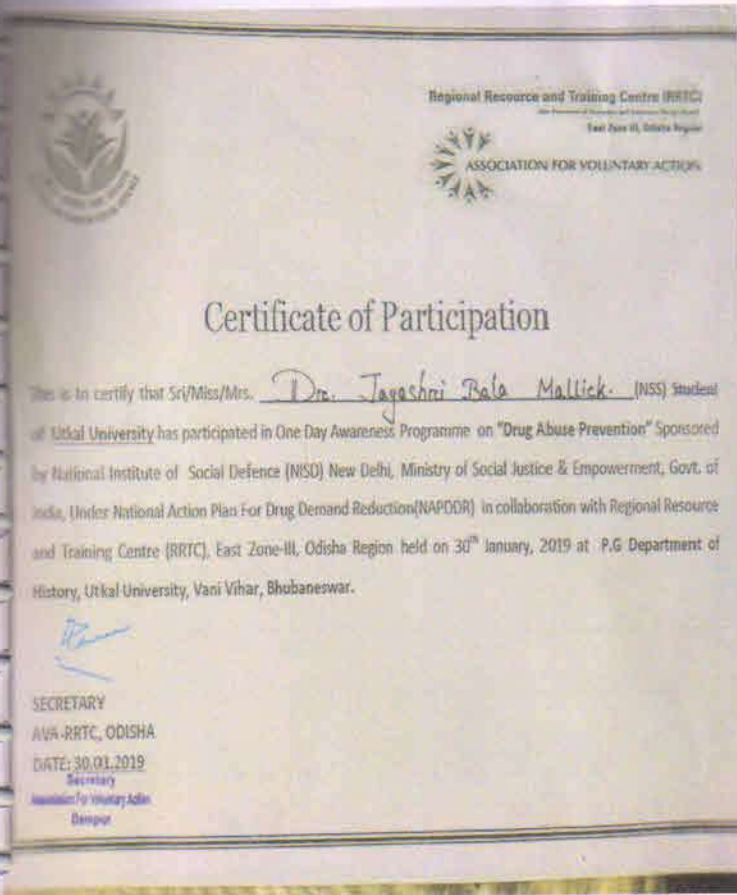 Regional Resource and Training Centre (RRTC)
East Zone III, Odisha Region
ASSOCIATION FOR VOLUNTARY ACTION
Certificate of Participation
This is to certify that Sri/Miss/Mrs. Dr. Jayashri Bala Mallick. (NSS) Student
of Utkal University has participated in One Day Awareness Programme on "Drug Abuse Prevention" Sponsored
by National Institute of Social Defence (NISD) New Delhi, Ministry of Social Justice & Empowerment, Govt. of
India, Under National Action Plan For Drug Demand Reduction(NAPDDR) in collaboration with Regional Resource
and Training Centre (RRTC), East Zone-III, Odisha Region held on 30th January, 2019 at P.G Department of
History, Utkal University, Vani Vihar, Bhubaneswar.
SECRETARY
AVA-RRTC, ODISHA
DATE: 30.01.2019
Secretary
Association For Voluntary Action